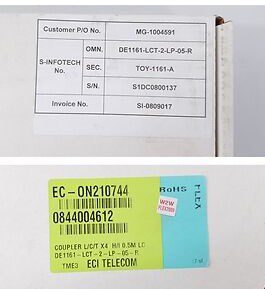 Customer P/O No. MG-1004591
S-INFOTECH No.
OMN. DE1161-LCT-2-LP-05-R
SEC. TOY-1161-A
S/N. S1DC0800137
Invoice No. SI-0809017
EC-ON210744
RoHS
FLEX
W2W
0844004612
COUPLER L/C/T X4 H/I 0.5M LC
DE1161-LCT-2-LP-05-R
TME3 ECI TELECOM